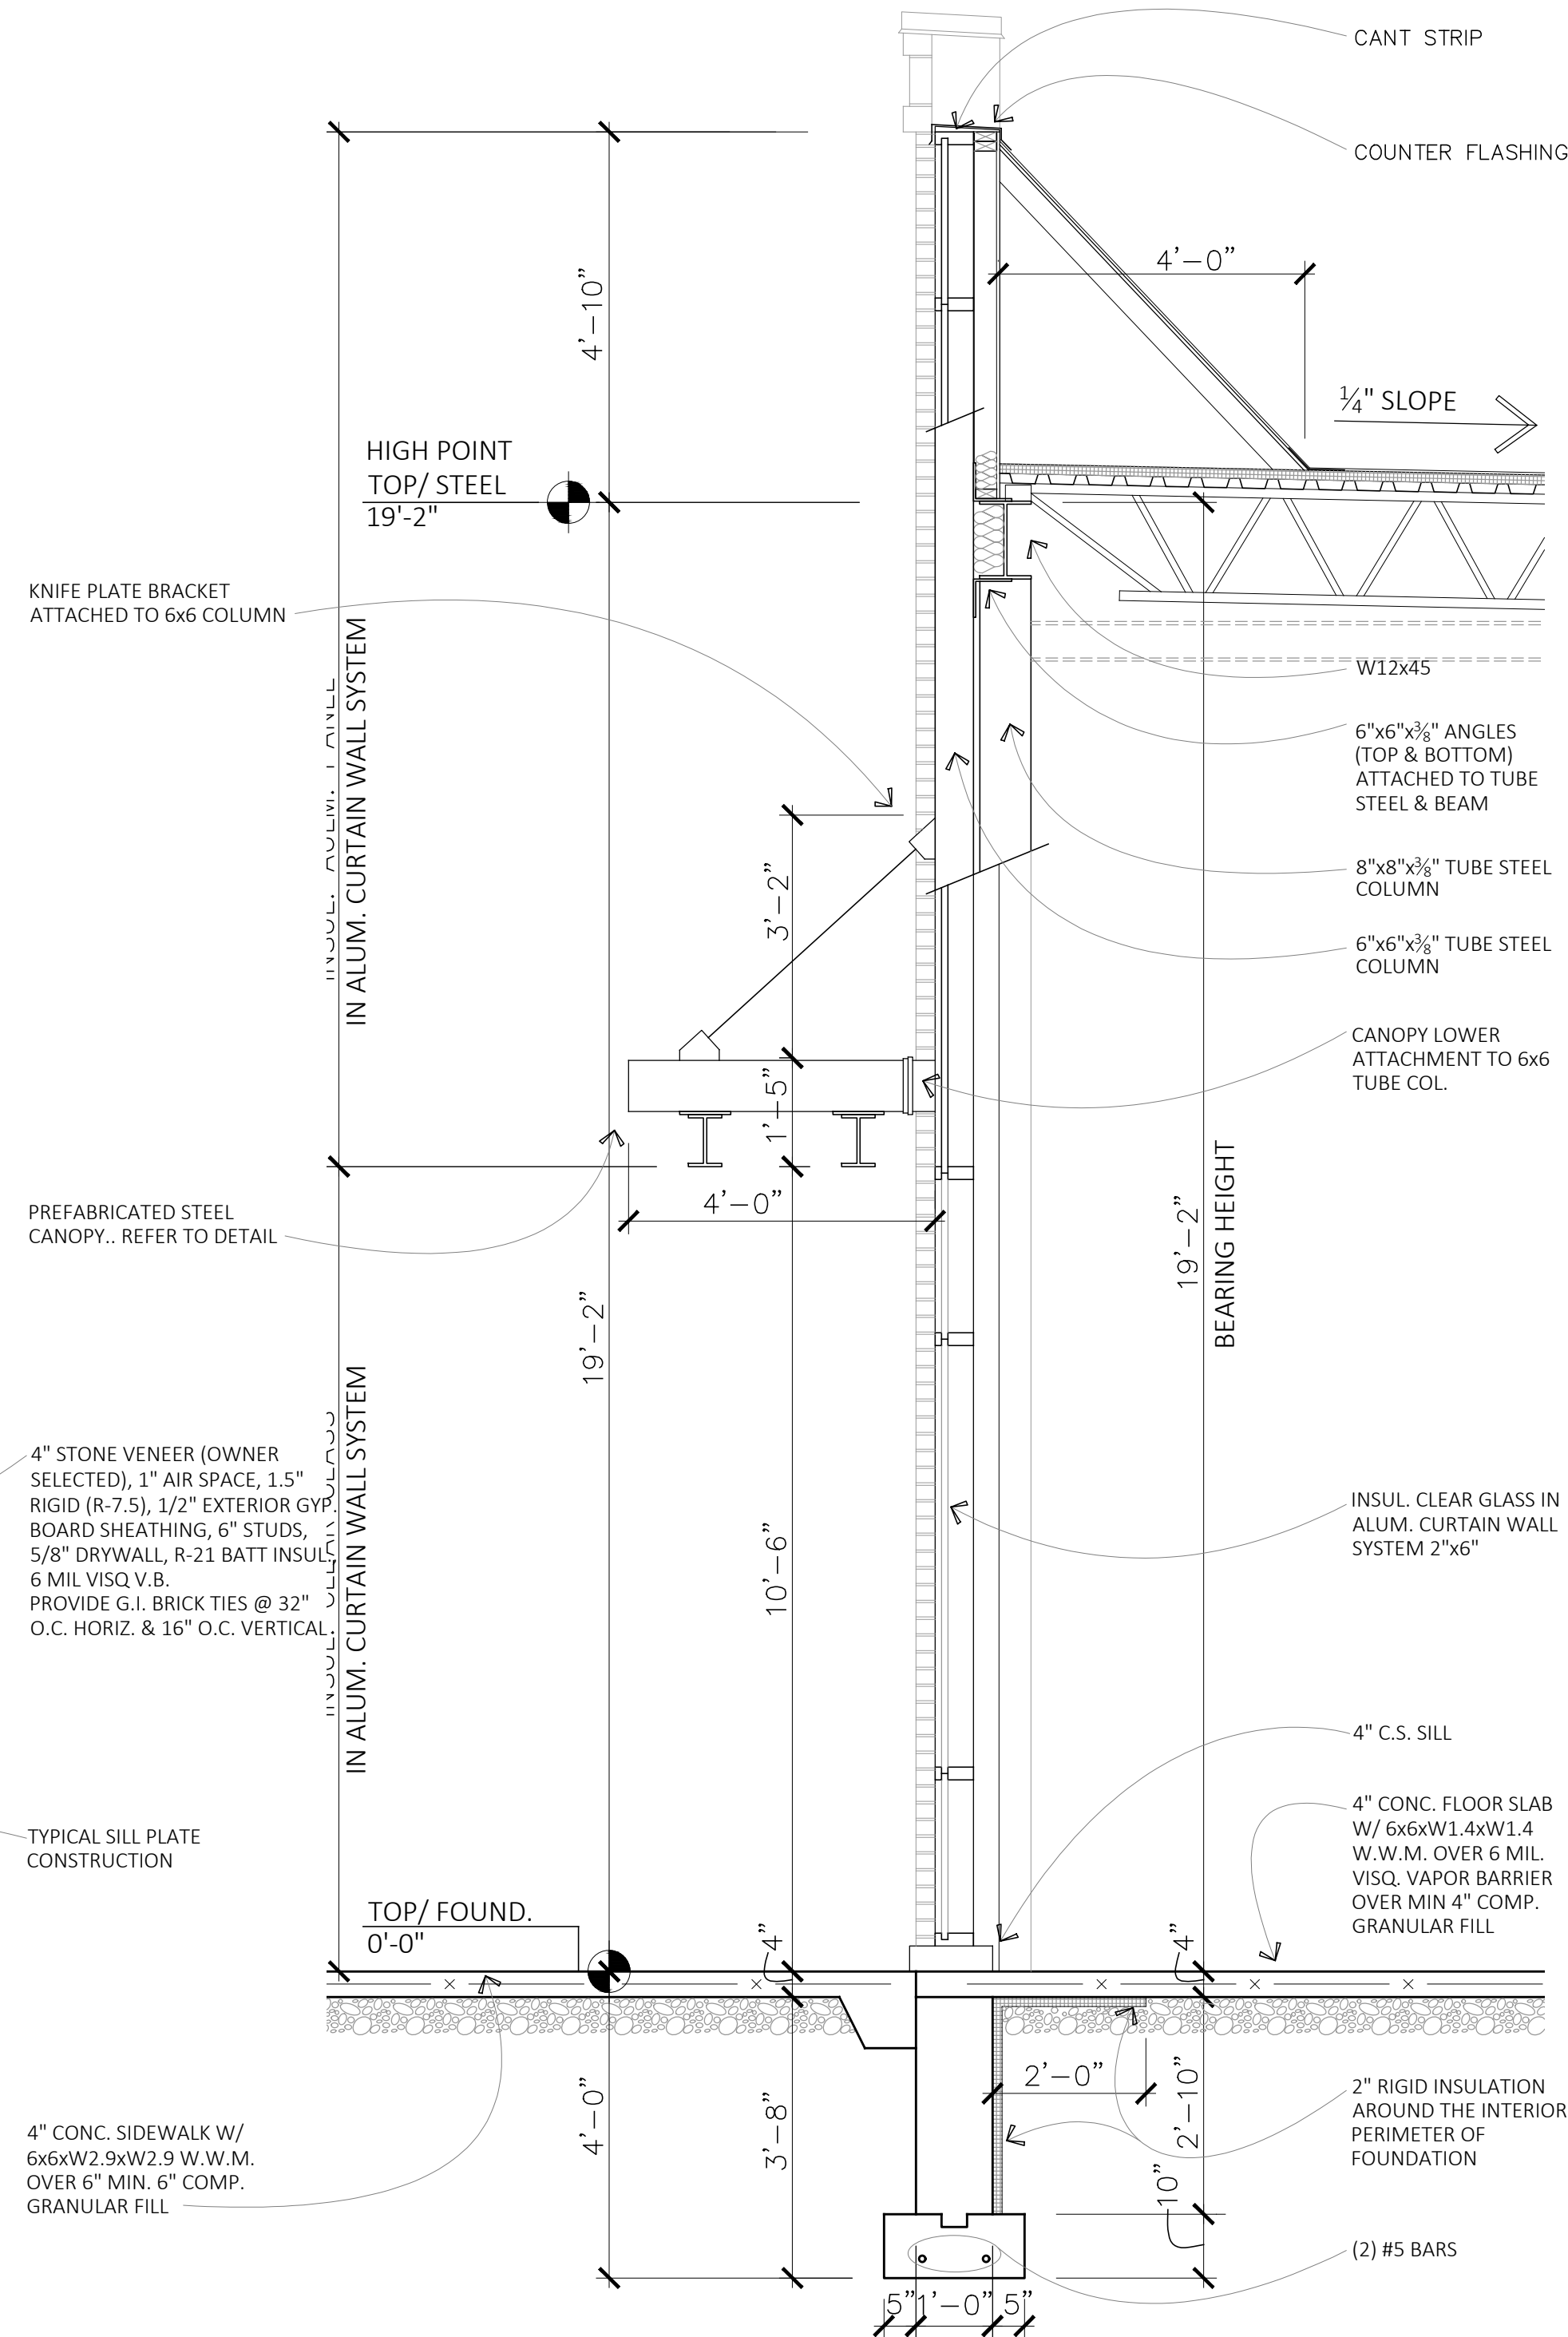 CANT STRIP
COUNTER FLASHING
4'-0"
4'-10"
¼" SLOPE
HIGH POINT
TOP/ STEEL
19'-2"
KNIFE PLATE BRACKET
ATTACHED TO 6x6 COLUMN
IN ALUM. CURTAIN WALL SYSTEM
W12x45
6"x6"x⅜" ANGLES
(TOP & BOTTOM)
ATTACHED TO TUBE
STEEL & BEAM
8"x8"x⅜" TUBE STEEL
COLUMN
3'-2"
6"x6"x⅜" TUBE STEEL
COLUMN
CANOPY LOWER
ATTACHMENT TO 6x6
TUBE COL.
1'-5"
4'-0"
PREFABRICATED STEEL
CANOPY.. REFER TO DETAIL
19'-2"
BEARING HEIGHT
19'-2"
4" STONE VENEER (OWNER
SELECTED), 1" AIR SPACE, 1.5"
RIGID (R-7.5), 1/2" EXTERIOR GYP.
BOARD SHEATHING, 6" STUDS,
5/8" DRYWALL, R-21 BATT INSUL.,
6 MIL VISQ V.B.
PROVIDE G.I. BRICK TIES @ 32"
O.C. HORIZ. & 16" O.C. VERTICAL
IN ALUM. CURTAIN WALL SYSTEM
10'-6"
INSUL. CLEAR GLASS IN
ALUM. CURTAIN WALL
SYSTEM 2"x6"
4" C.S. SILL
4" CONC. FLOOR SLAB
W/ 6x6xW1.4xW1.4
W.W.M. OVER 6 MIL.
VISQ. VAPOR BARRIER
OVER MIN 4" COMP.
GRANULAR FILL
TYPICAL SILL PLATE
CONSTRUCTION
TOP/ FOUND.
0'-0"
4"
4"
4'-0"
3'-8"
2'-0"
2'-10"
10"
2" RIGID INSULATION
AROUND THE INTERIOR
PERIMETER OF
FOUNDATION
4" CONC. SIDEWALK W/
6x6xW2.9xW2.9 W.W.M.
OVER 6" MIN. 6" COMP.
GRANULAR FILL
(2) #5 BARS
5" 1'-0" 5"